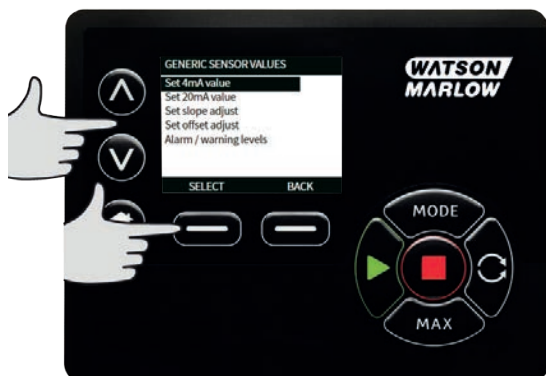 GENERIC SENSOR VALUES
Set 4mA value
Set 20mA value
Set slope adjust
Set offset adjust
Alarm / warning levels
SELECT BACK
WATSON
MARLOW
MODE
MAX